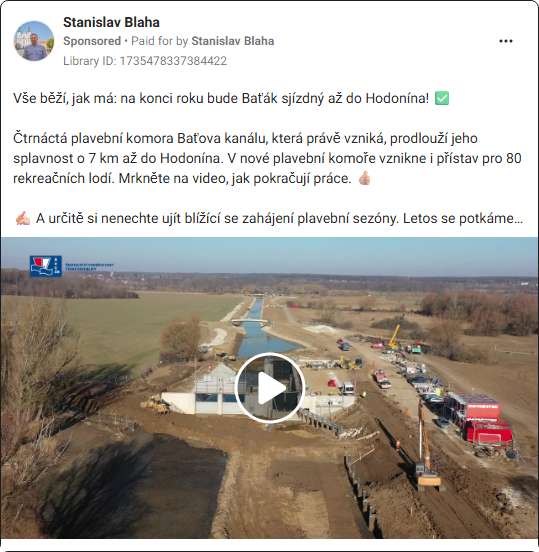 Stanislav Blaha
Sponsored • Paid for by Stanislav Blaha
Library ID: 1735478337384422
Vše běží, jak má: na konci roku bude Baťák sjízdný až do Hodonína! ✅
Čtrnáctá plavební komora Baťova kanálu, která právě vzniká, prodlouží jeho
splavnost o 7 km až do Hodonína. V nové plavební komoře vznikne i přístav pro 80
rekreačních lodí. Mrkněte na video, jak pokračují práce. 👍🏼
✍🏼 A určitě si nenechte ujít blížící se zahájení plavební sezóny. Letos se potkáme...